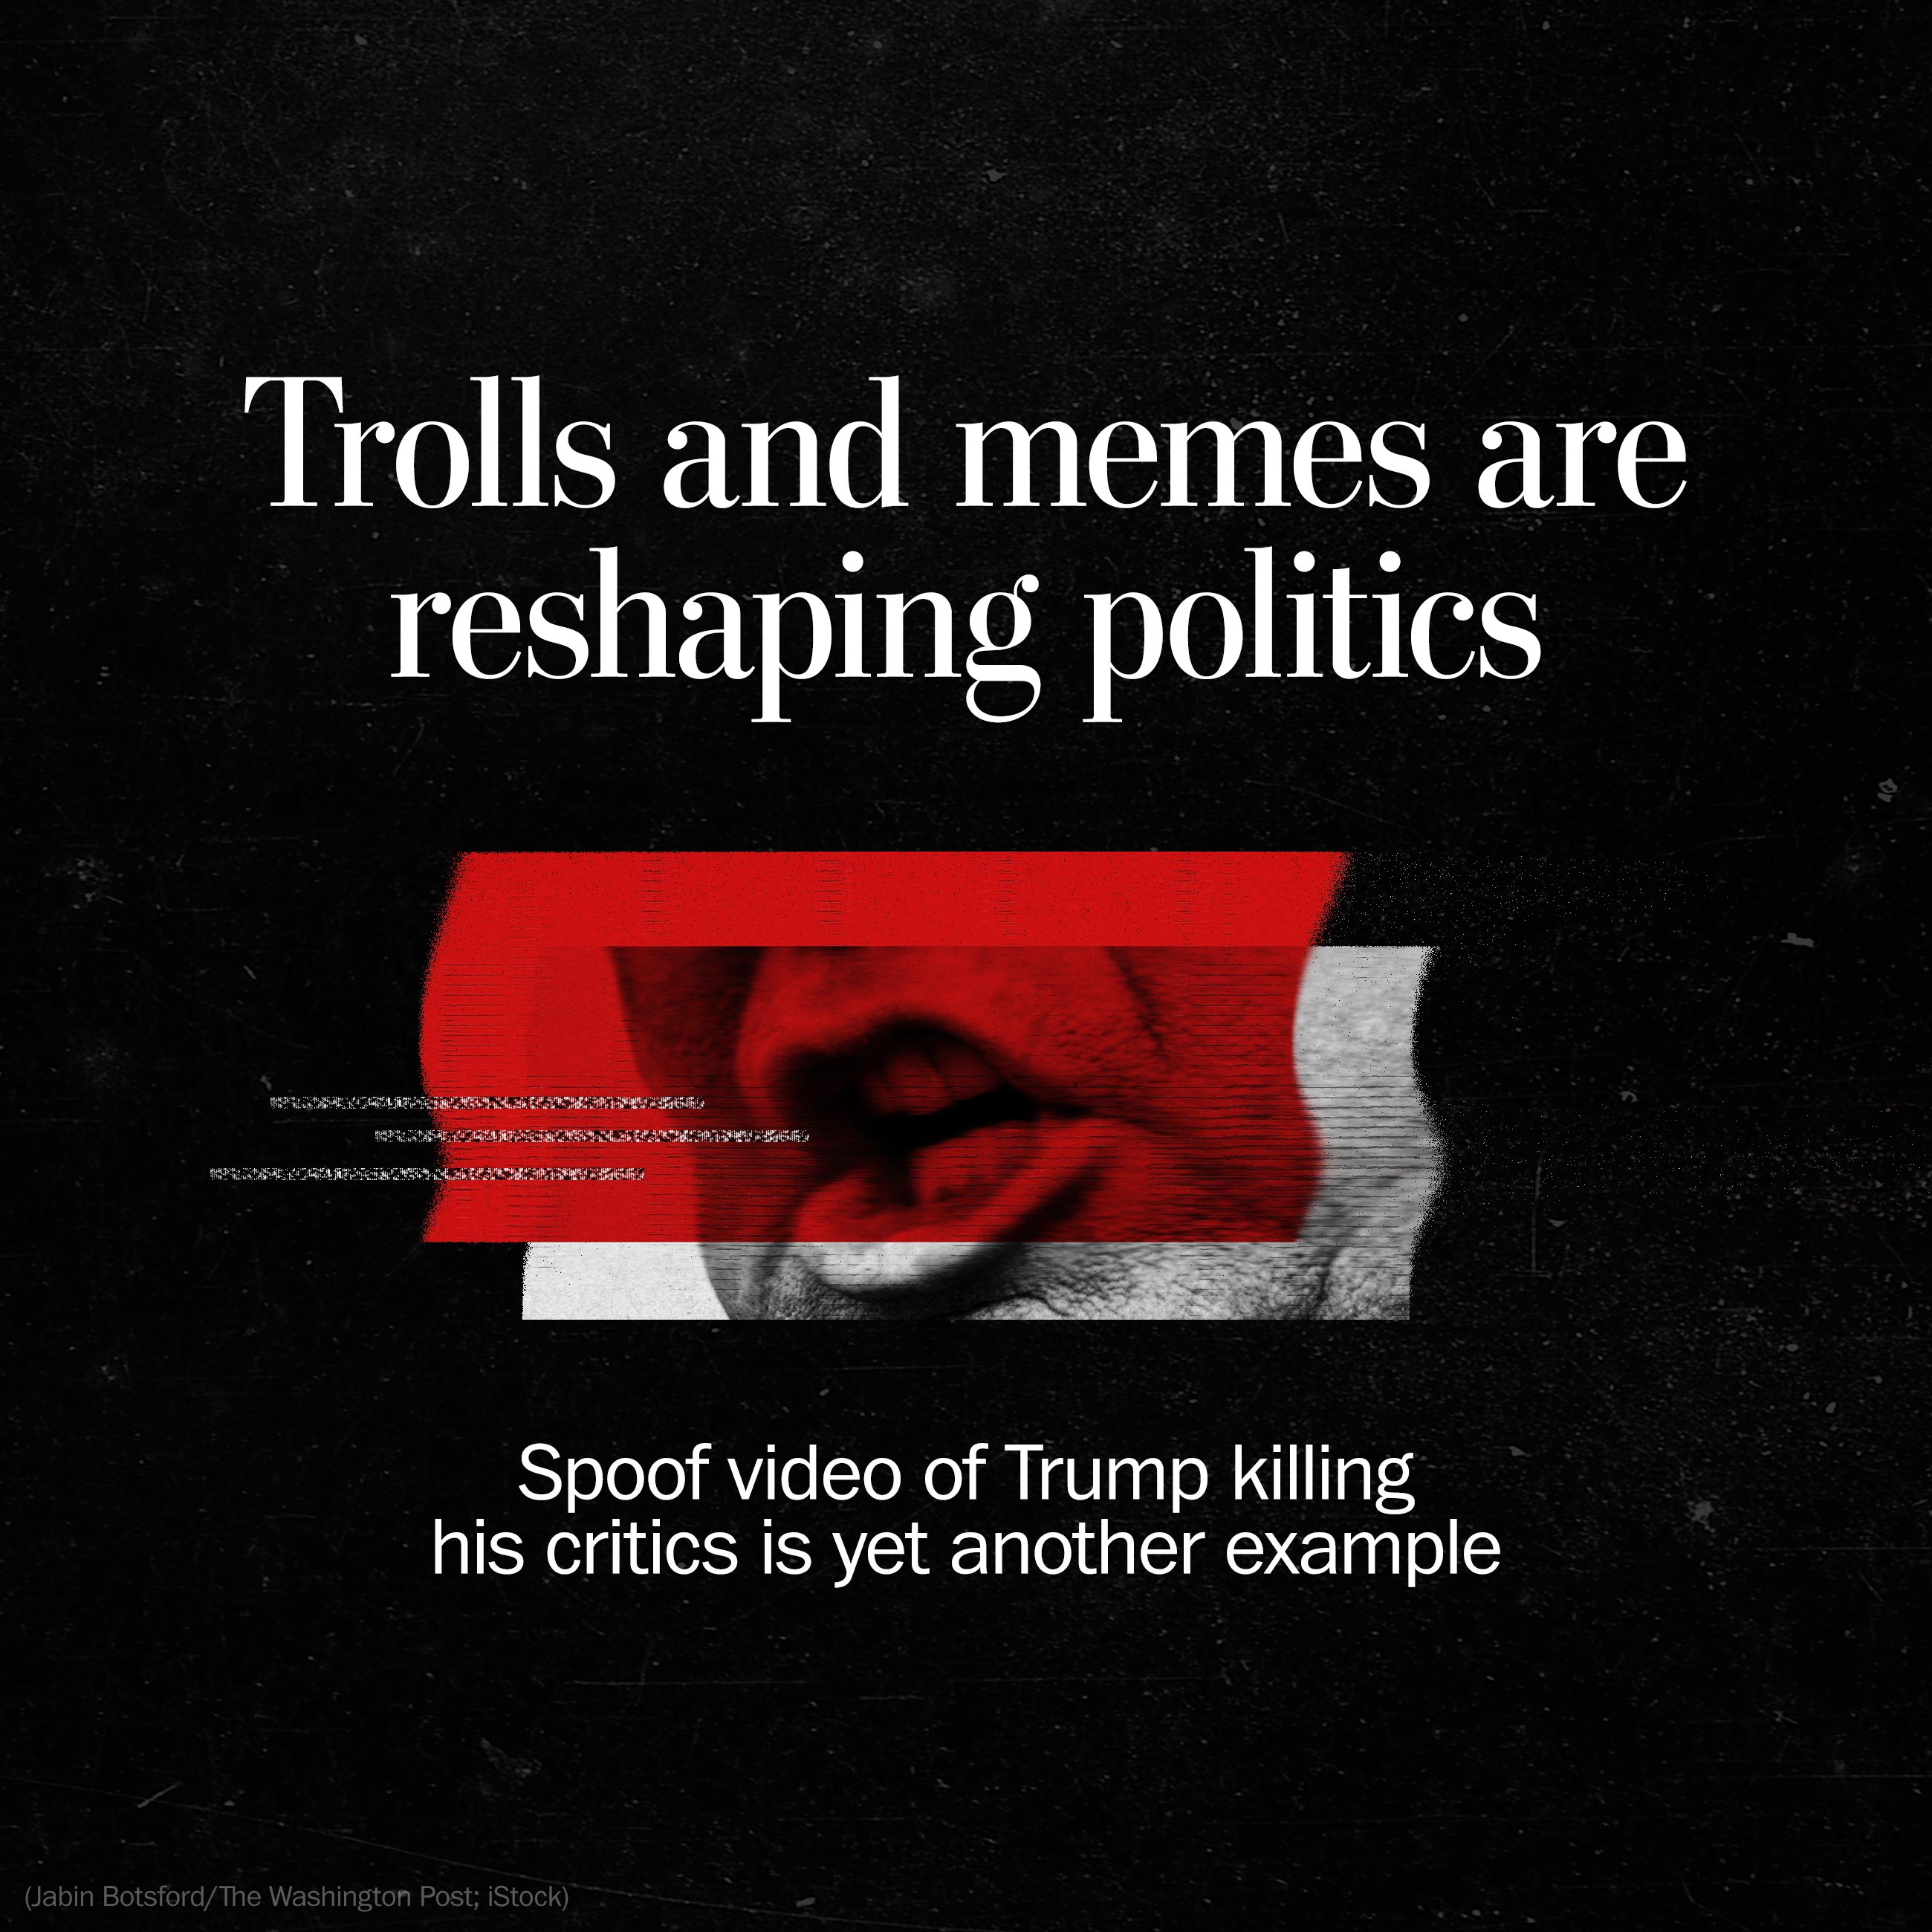 Trolls and memes are
reshaping politics
Spoof video of Trump killing
his critics is yet another example
(Jabin Botsford/The Washington Post; iStock)